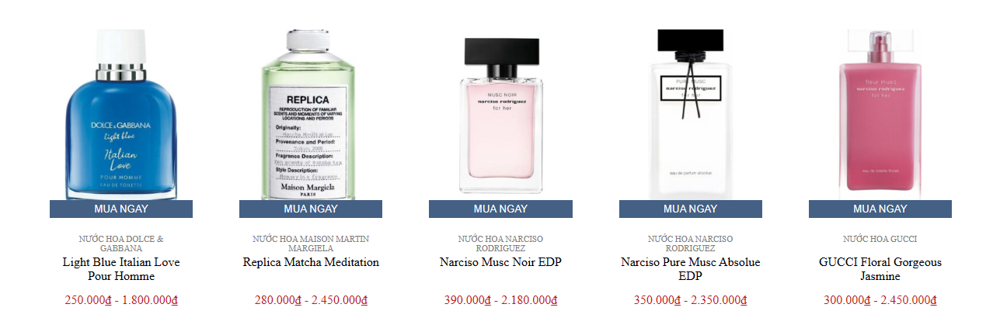 DOLCE & GABBANA
light blue
Italian
Love
POUR HOMME
EAU DE TOILETTE
MUA NGAY
NƯỚC HOA DOLCE &
GABBANA
Light Blue Italian Love
Pour Homme
250.000₫ - 1.800.000₫
REPLICA
REPRODUCTION OF FAMILIAR
SCENTS AND MOMENTS OF VARYING
LOCATIONS AND PERIODS
Originally:
Matcha Meditation
Provenance and Period:
Fragrance Description:
Style Description:
Maison Margiela
PARIS
MUA NGAY
NƯỚC HOA MAISON MARTIN
MARGIELA
Replica Matcha Meditation
280.000₫ - 2.450.000₫
MUSC NOIR
narciso rodriguez
for her
MUA NGAY
NƯỚC HOA NARCISO
RODRIGUEZ
Narciso Musc Noir EDP
390.000₫ - 2.180.000₫
PURE MUSC
narciso rodriguez
for her
eau de parfum absolue
MUA NGAY
NƯỚC HOA NARCISO
RODRIGUEZ
Narciso Pure Musc Absolue
EDP
350.000₫ - 2.350.000₫
fleur musc
narciso rodriguez
for her
eau de toilette florale
MUA NGAY
NƯỚC HOA GUCCI
GUCCI Floral Gorgeous
Jasmine
300.000₫ - 2.450.000₫